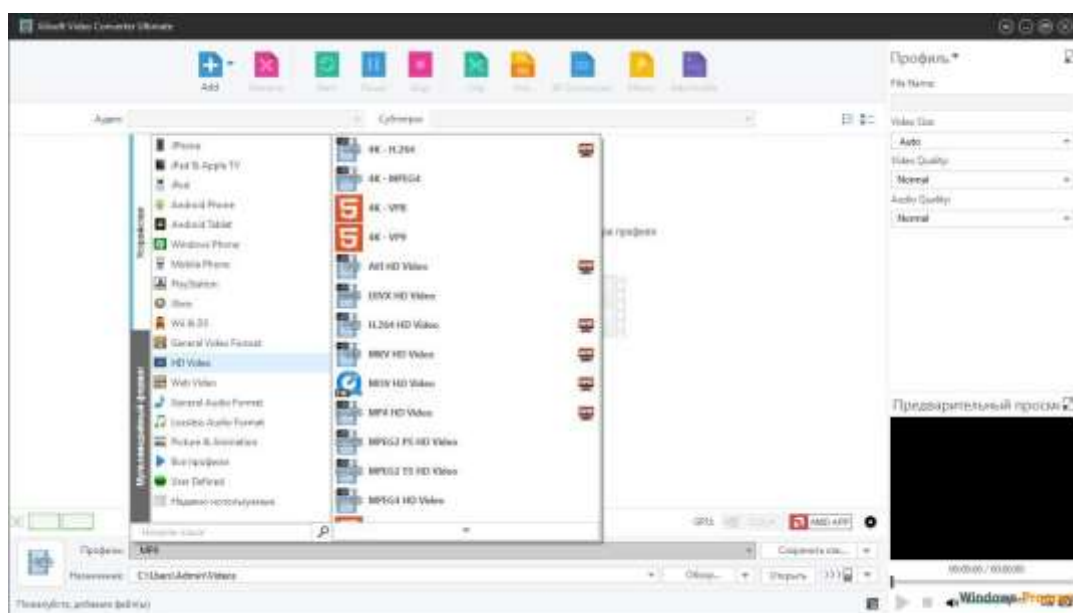 Xilisoft Video Converter Ultimate
Add
Профиль*
File Name:
Аудио:
Субтитры:
Video Size:
Auto
Video Quality:
Normal
Audio Quality:
Normal
Устройства
iPhone
iPad & Apple TV
iPod
Android Phone
Android Tablet
Windows Phone
Mobile Phone
PlayStation
Xbox
Wii & DS
Мультимедийный формат
General Video Format
HD Video
Web Video
General Audio Format
Lossless Audio Format
Picture & Animation
Все профили
User Defined
Недавно используемые
4K - H.264
4K - MPEG4
4K - VP8
4K - VP9
AVI HD Video
DIVX HD Video
H.264 HD Video
MKV HD Video
MOV HD Video
MP4 HD Video
MPEG2 PS HD Video
MPEG2 TS HD Video
MPEG4 HD Video
Предварительный просм
GPU:
AMD APP
Профиль:
Сохранить как...
Назначение:
C:\Users\Admin\Videos
Обзор...
Открыть
00:00:00 / 00:00:00
Пожалуйста, добавьте файл(ы)